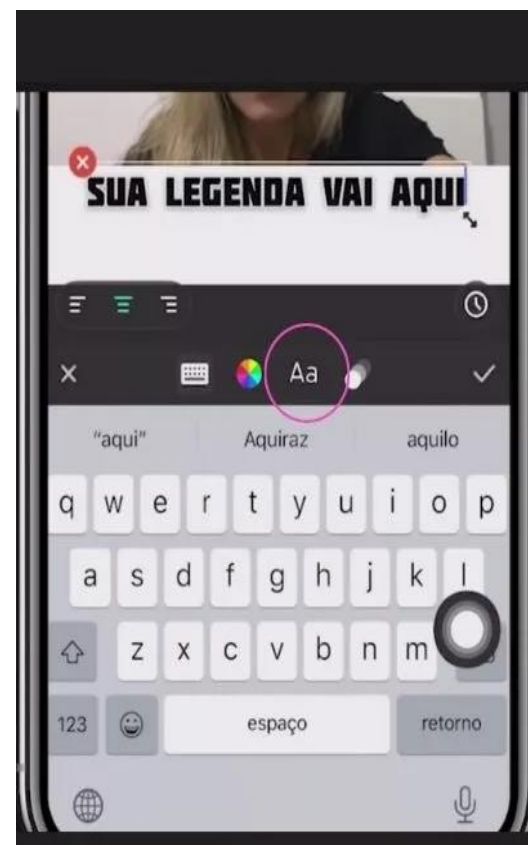 SUA LEGENDA VAI AQUI
Aa
"aqui" Aquiraz aquilo
q w e r t y u i o p
a s d f g h j k l
z x c v b n m
123 espaço retorno